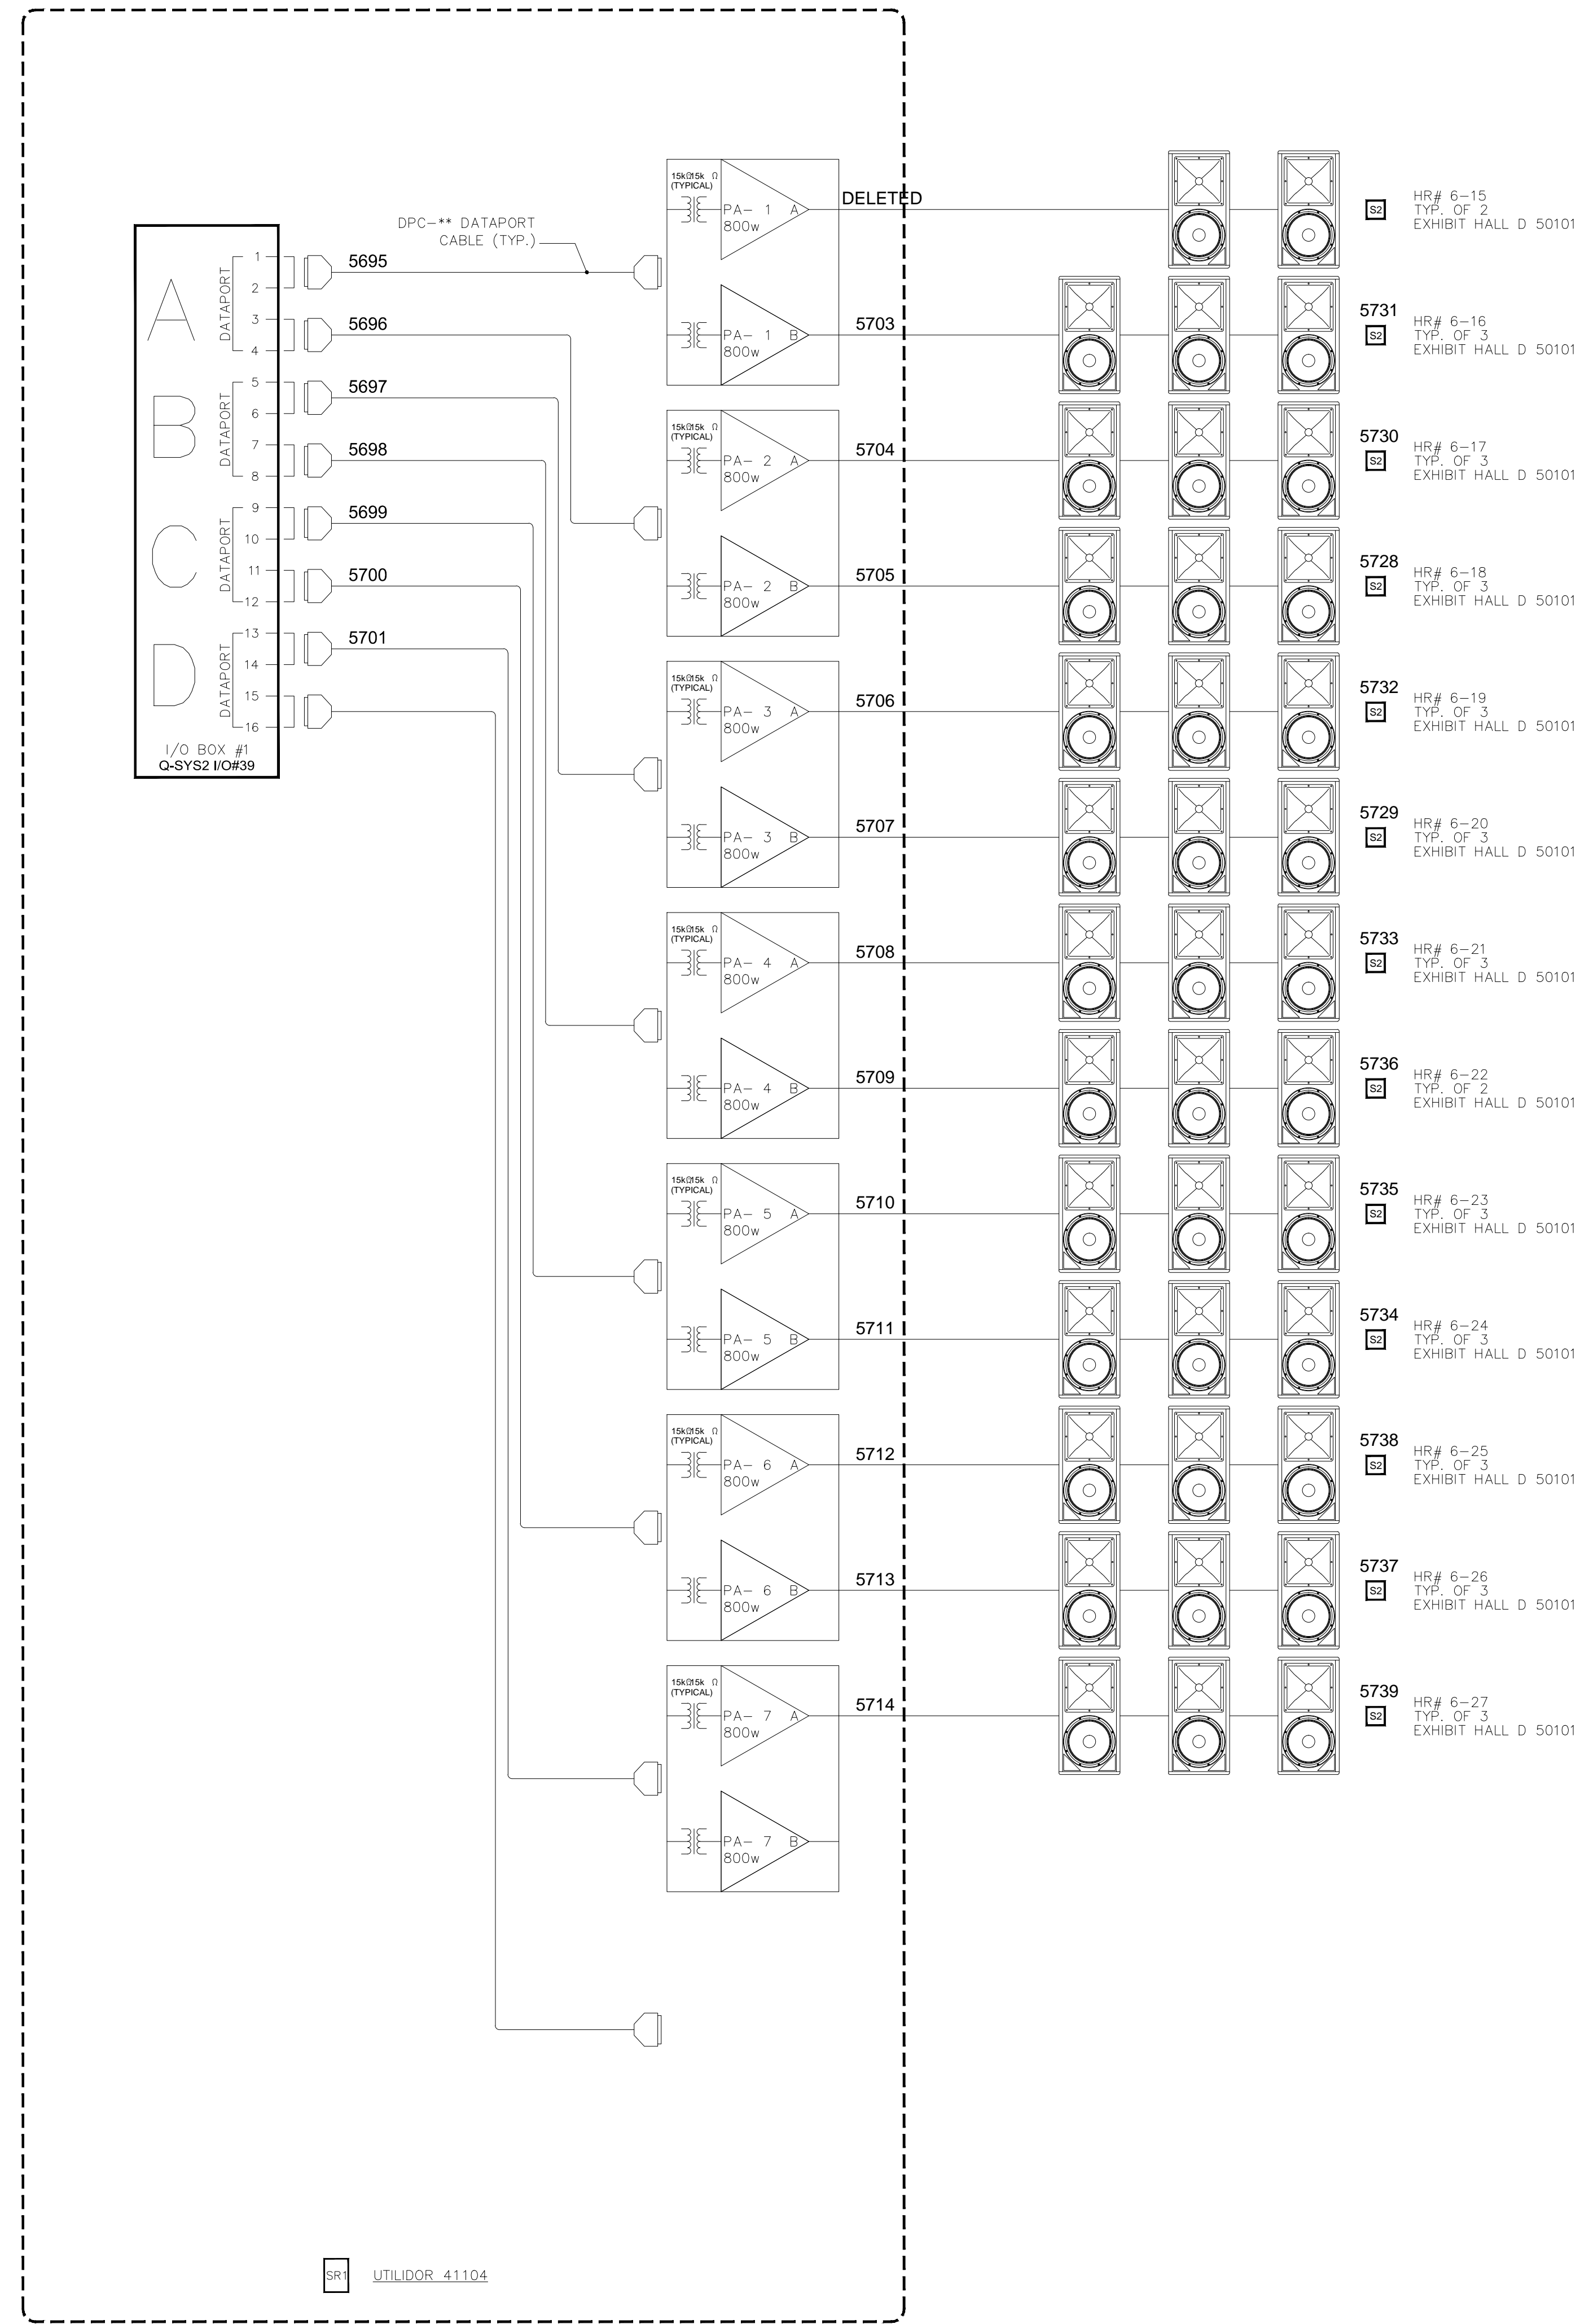 DPC-** DATAPORT
CABLE (TYP.)
A
B
C
D
DATAPORT
DATAPORT
DATAPORT
DATAPORT
1
2
3
4
5
6
7
8
9
10
11
12
13
14
15
16
I/O BOX #1
Q-SYS2 I/O#39
5695
5696
5697
5698
5699
5700
5701
15kΩ15k Ω
(TYPICAL)
PA- 1 A
800w
DELETED
S2
HR# 6-15
TYP. OF 2
EXHIBIT HALL D 50101
PA- 1 B
800w
5703
5731
S2
HR# 6-16
TYP. OF 3
EXHIBIT HALL D 50101
15kΩ15k Ω
(TYPICAL)
PA- 2 A
800w
5704
5730
S2
HR# 6-17
TYP. OF 3
EXHIBIT HALL D 50101
PA- 2 B
800w
5705
5728
S2
HR# 6-18
TYP. OF 3
EXHIBIT HALL D 50101
15kΩ15k Ω
(TYPICAL)
PA- 3 A
800w
5706
5732
S2
HR# 6-19
TYP. OF 3
EXHIBIT HALL D 50101
PA- 3 B
800w
5707
5729
S2
HR# 6-20
TYP. OF 3
EXHIBIT HALL D 50101
15kΩ15k Ω
(TYPICAL)
PA- 4 A
800w
5708
5733
S2
HR# 6-21
TYP. OF 3
EXHIBIT HALL D 50101
PA- 4 B
800w
5709
5736
S2
HR# 6-22
TYP. OF 2
EXHIBIT HALL D 50101
15kΩ15k Ω
(TYPICAL)
PA- 5 A
800w
5710
5735
S2
HR# 6-23
TYP. OF 3
EXHIBIT HALL D 50101
PA- 5 B
800w
5711
5734
S2
HR# 6-24
TYP. OF 3
EXHIBIT HALL D 50101
15kΩ15k Ω
(TYPICAL)
PA- 6 A
800w
5712
5738
S2
HR# 6-25
TYP. OF 3
EXHIBIT HALL D 50101
PA- 6 B
800w
5713
5737
S2
HR# 6-26
TYP. OF 3
EXHIBIT HALL D 50101
15kΩ15k Ω
(TYPICAL)
PA- 7 A
800w
5714
5739
S2
HR# 6-27
TYP. OF 3
EXHIBIT HALL D 50101
PA- 7 B
800w
SR1
UTILIDOR 41104